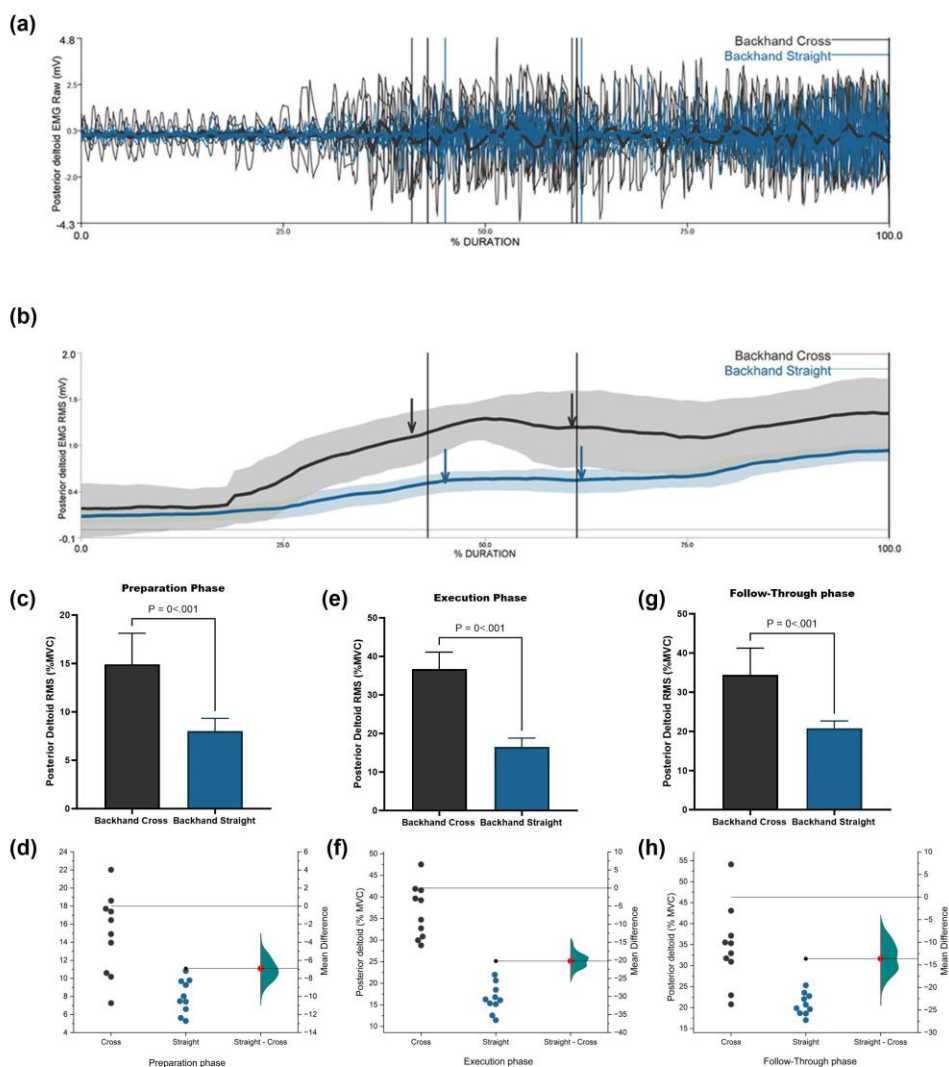 (a)
4.8
2.5
0.3
-2.0
-4.3
Posterior deltoid EMG Raw (mV)
Backhand Cross
Backhand Straight
0.0
25.0
50.0
75.0
100.0
% DURATION
(b)
2.0
1.5
1.0
0.4
-0.1
Posterior deltoid EMG RMS (mV)
Backhand Cross
Backhand Straight
0.0
25.0
50.0
75.0
100.0
% DURATION
(c)
Preparation Phase
P = 0<.001
20
15
10
5
0
Posterior Deltoid RMS (%MVC)
Backhand Cross
Backhand Straight
(e)
Execution Phase
P = 0<.001
50
40
30
20
10
0
Posterior Deltoid RMS (%MVC)
Backhand Cross
Backhand Straight
(g)
Follow-Through phase
P = 0<.001
50
40
30
20
10
0
Posterior Deltoid RMS (%MVC)
Backhand Cross
Backhand Straight
(d)
24
22
20
18
16
14
12
10
8
6
4
Posterior deltoid (% MVC)
6
4
2
0
−2
−4
−6
−8
−10
−12
−14
Mean Difference
Cross
Straight
Straight - Cross
Preparation phase
(f)
50
45
40
35
30
25
20
15
10
Posterior deltoid (% MVC)
10
5
0
−5
−10
−15
−20
−25
−30
−35
−40
Mean Difference
Cross
Straight
Straight - Cross
Execution phase
(h)
55
50
45
40
35
30
25
20
15
Posterior deltoid (% MVC)
10
5
0
−5
−10
−15
−20
−25
−30
Mean Difference
Cross
Straight
Straight - Cross
Follow-Through phase